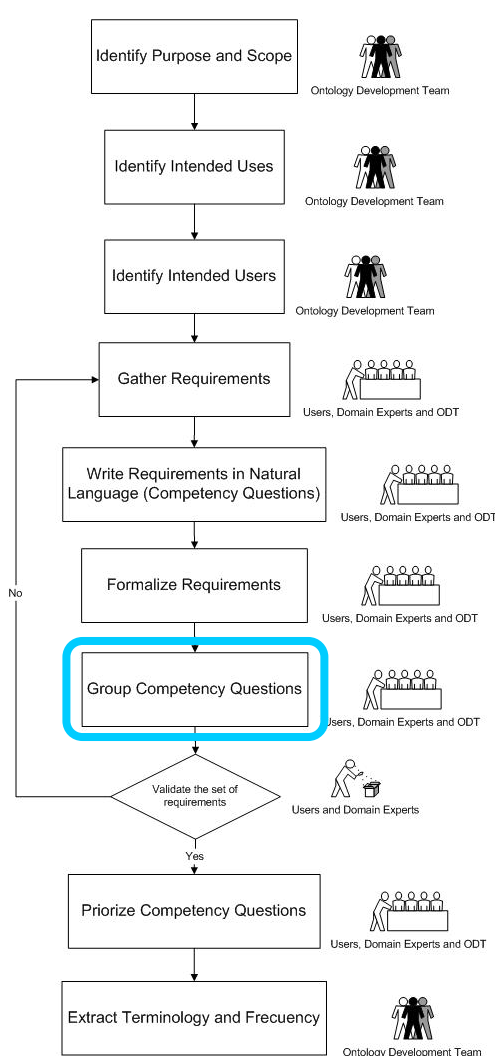 Identify Purpose and Scope
Ontology Development Team
Identify Intended Uses
Ontology Development Team
Identify Intended Users
Ontology Development Team
Gather Requirements
Users, Domain Experts and ODT
Write Requirements in Natural
Language (Competency Questions)
Users, Domain Experts and ODT
Formalize Requirements
Users, Domain Experts and ODT
No
Group Competency Questions
Users, Domain Experts and ODT
Validate the set of
requirements
Users and Domain Experts
Yes
Priorize Competency Questions
Users, Domain Experts and ODT
Extract Terminology and Frecuency
Ontology Development Team